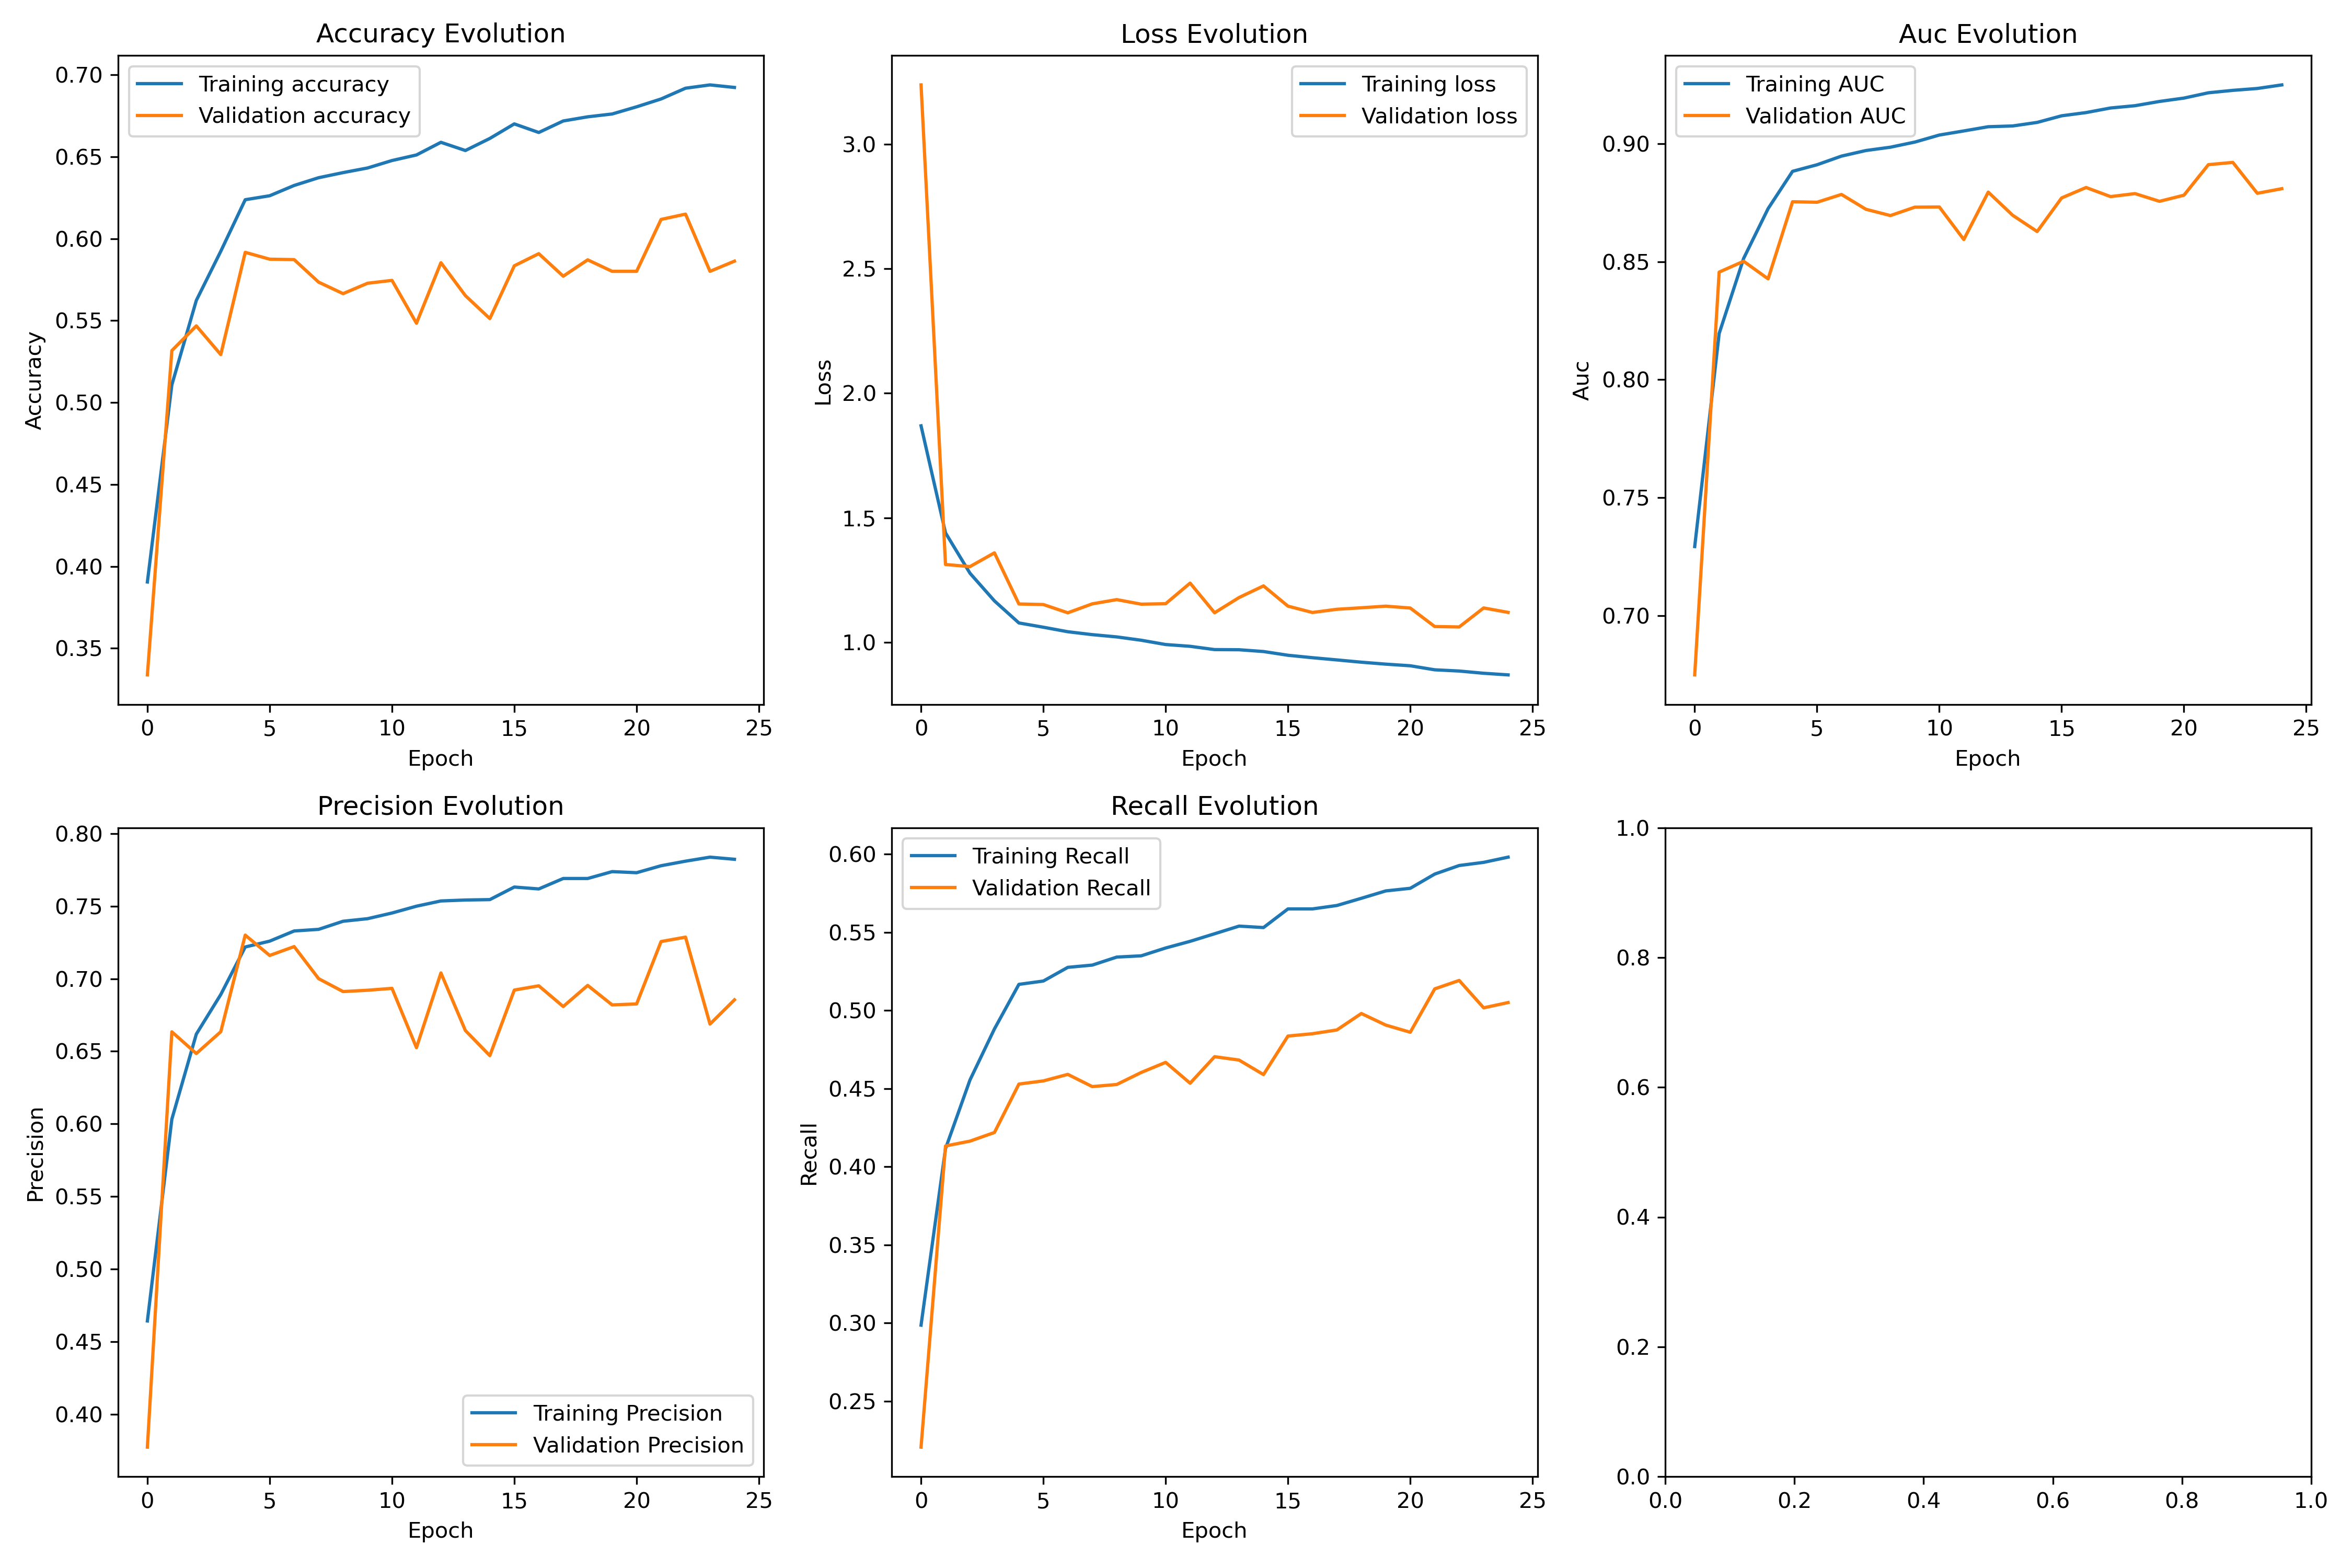 Accuracy Evolution
Training accuracy
Validation accuracy
0.70
0.65
0.60
0.55
0.50
0.45
0.40
0.35
Accuracy
0 5 10 15 20 25
Epoch
Loss Evolution
Training loss
Validation loss
3.0
2.5
2.0
1.5
1.0
Loss
0 5 10 15 20 25
Epoch
Auc Evolution
Training AUC
Validation AUC
0.90
0.85
0.80
0.75
0.70
Auc
0 5 10 15 20 25
Epoch
Precision Evolution
0.80
0.75
0.70
0.65
0.60
0.55
0.50
0.45
0.40
Precision
Training Precision
Validation Precision
0 5 10 15 20 25
Epoch
Recall Evolution
Training Recall
Validation Recall
0.60
0.55
0.50
0.45
0.40
0.35
0.30
0.25
Recall
0 5 10 15 20 25
Epoch
1.0
0.8
0.6
0.4
0.2
0.0
0.0 0.2 0.4 0.6 0.8 1.0